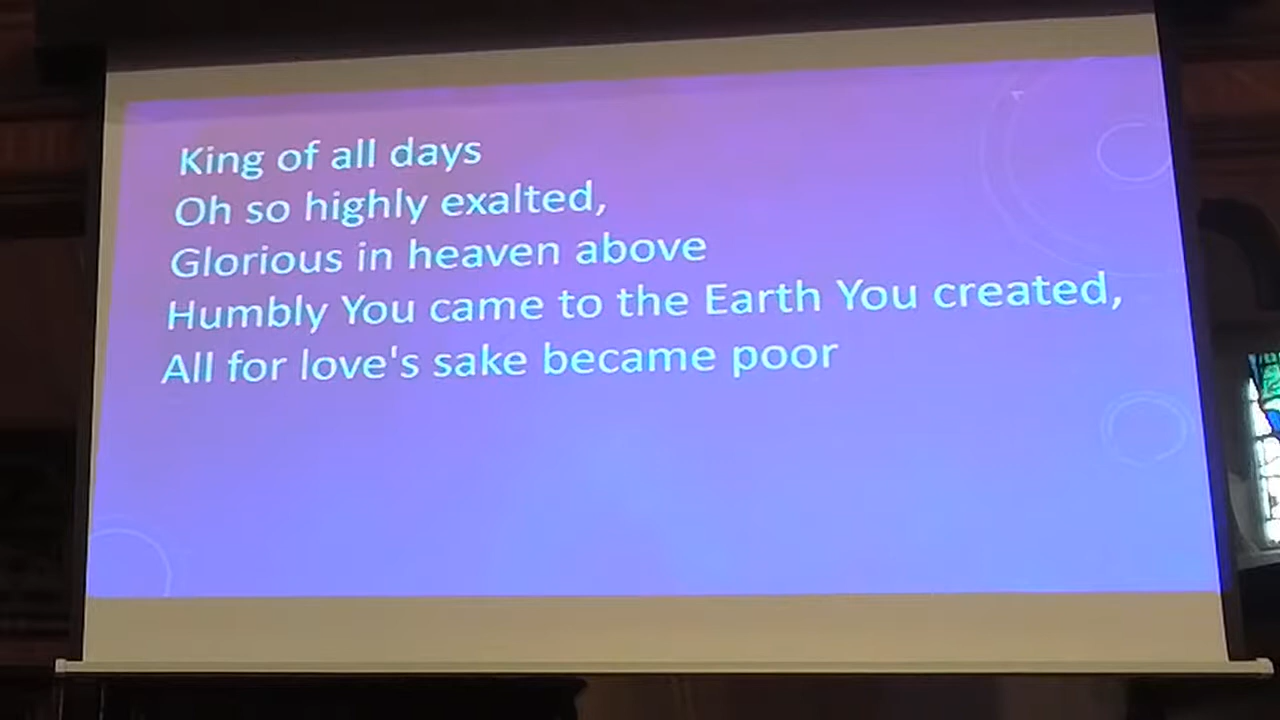 King of all days
Oh so highly exalted,
Glorious in heaven above
Humbly You came to the Earth You created,
All for love's sake became poor